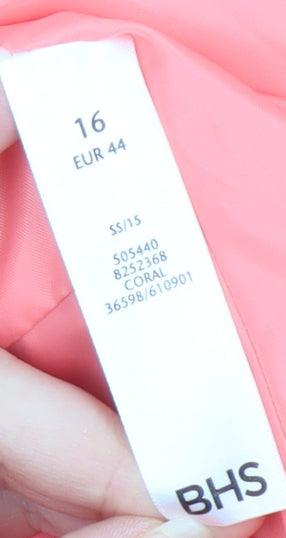 16
EUR 44
SS/15
505440
8252368
CORAL
36598/610901
BHS